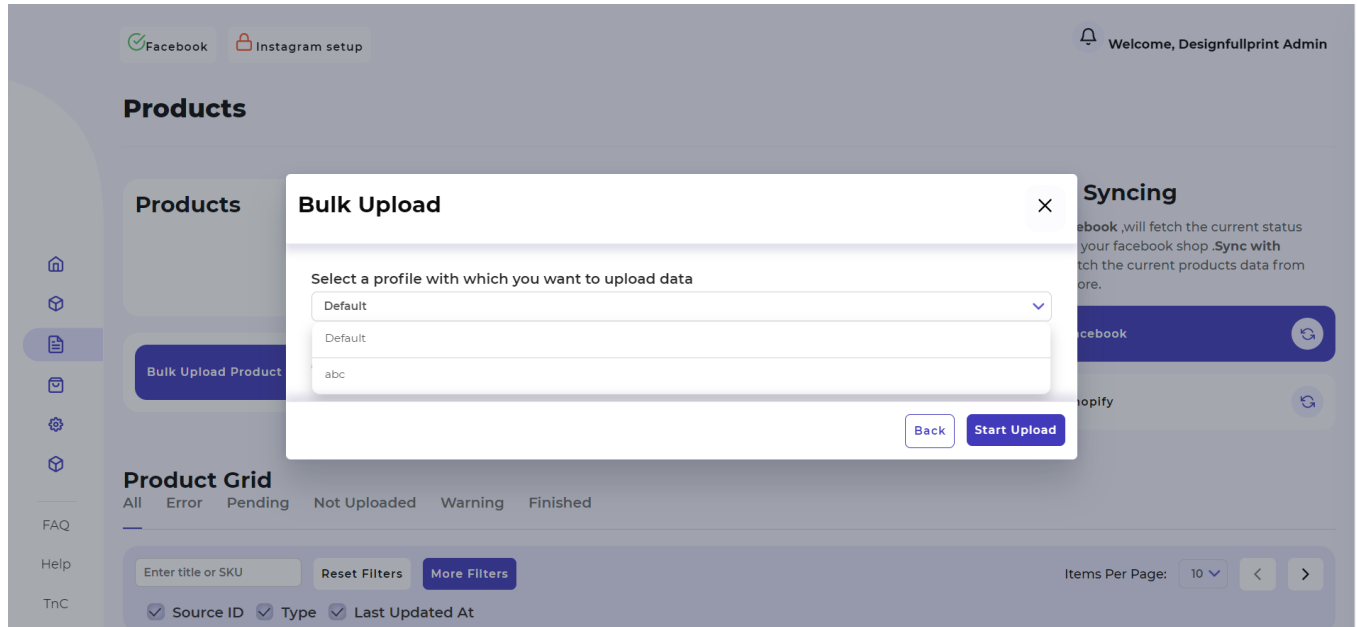 Facebook
Instagram setup
Welcome, Designfullprint Admin
Products
Products
Bulk Upload
Syncing
ebook ,will fetch the current status
your facebook shop .Sync with
tch the current products data from
ore.
Select a profile with which you want to upload data
Default
Default
abc
cebook
Bulk Upload Product
hopify
Back
Start Upload
Product Grid
All
Error
Pending
Not Uploaded
Warning
Finished
FAQ
Help
TnC
Enter title or SKU
Reset Filters
More Filters
Items Per Page:
10
Source ID
Type
Last Updated At